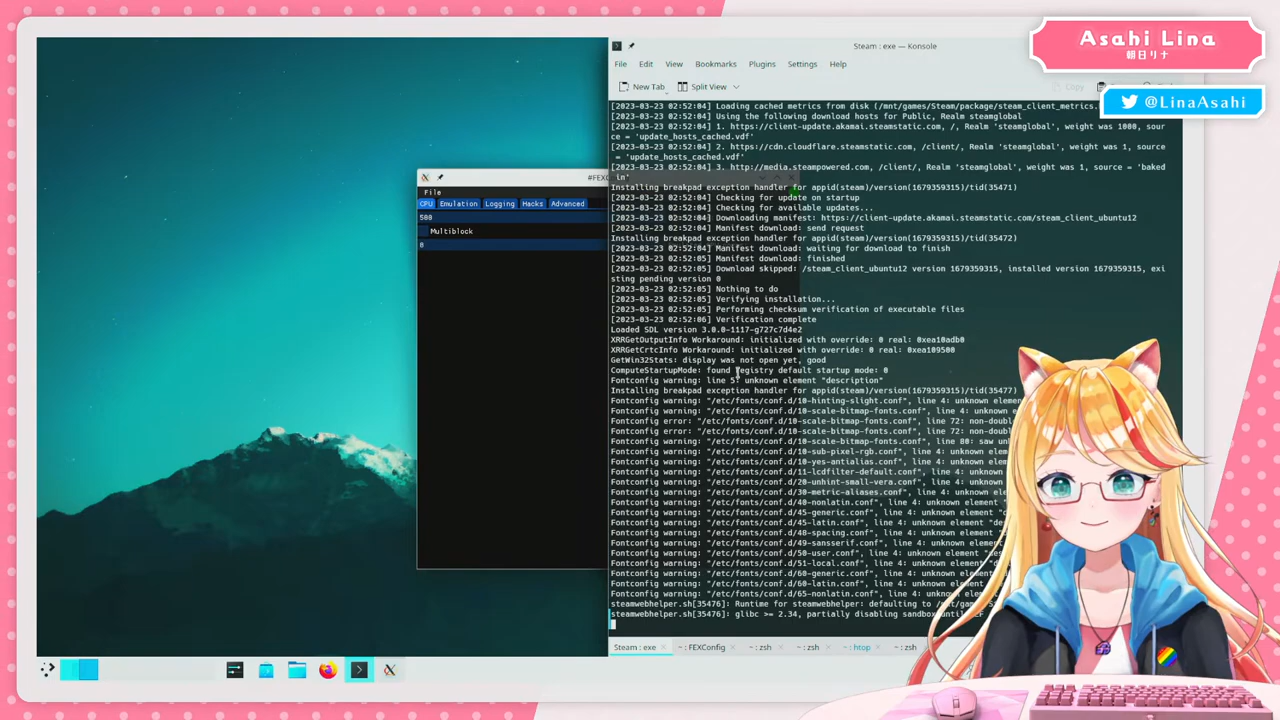 Asahi Lina
朝日リナ
@LinaAsahi
Steam : exe — Konsole
File Edit View Bookmarks Plugins Settings Help
New Tab Split View Copy
[2023-03-23 02:52:04] Loading cached metrics from disk (/mnt/games/Steam/package/steam_client_metrics.
[2023-03-23 02:52:04] Using the following download hosts for Public, Realm steamglobal
[2023-03-23 02:52:04] 1. https://client-update.akamai.steamstatic.com, /, Realm 'steamglobal', weight was 1000, sour
ce = 'update_hosts_cached.vdf'
[2023-03-23 02:52:04] 2. https://cdn.cloudflare.steamstatic.com, /client/, Realm 'steamglobal', weight was 1, source
= 'update_hosts_cached.vdf'
[2023-03-23 02:52:04] 3. http://media.steampowered.com, /client/, Realm 'steamglobal', weight was 1, source = 'baked
in'
Installing breakpad exception handler for appid(steam)/version(1679359315)/tid(35471)
[2023-03-23 02:52:04] Checking for update on startup
[2023-03-23 02:52:04] Checking for available updates...
[2023-03-23 02:52:04] Downloading manifest: https://client-update.akamai.steamstatic.com/steam_client_ubuntu12
[2023-03-23 02:52:04] Manifest download: send request
Installing breakpad exception handler for appid(steam)/version(1679359315)/tid(35472)
[2023-03-23 02:52:04] Manifest download: waiting for download to finish
[2023-03-23 02:52:05] Manifest download: finished
[2023-03-23 02:52:05] Download skipped: /steam_client_ubuntu12 version 1679359315, installed version 1679359315, exi
sting pending version 0
[2023-03-23 02:52:05] Nothing to do
[2023-03-23 02:52:05] Verifying installation...
[2023-03-23 02:52:05] Performing checksum verification of executable files
[2023-03-23 02:52:06] Verification complete
Loaded SDL version 3.0.0-1117-g727c7d4e2
XRRGetOutputInfo Workaround: initialized with override: 0 real: 0xea10adb0
XRRGetCrtcInfo Workaround: initialized with override: 0 real: 0xea109500
GetWin32Stats: display was not open yet, good
ComputeStartupMode: found registry default startup mode: 0
Fontconfig warning: line 5: unknown element "description"
Installing breakpad exception handler for appid(steam)/version(1679359315)/tid(35477)
Fontconfig warning: "/etc/fonts/conf.d/10-hinting-slight.conf", line 4: unknown elemen
Fontconfig warning: "/etc/fonts/conf.d/10-scale-bitmap-fonts.conf", line 4: unknown e
Fontconfig error: "/etc/fonts/conf.d/10-scale-bitmap-fonts.conf", line 72: non-doubl
Fontconfig error: "/etc/fonts/conf.d/10-scale-bitmap-fonts.conf", line 72: non-doub
Fontconfig warning: "/etc/fonts/conf.d/10-scale-bitmap-fonts.conf", line 80: saw un
Fontconfig warning: "/etc/fonts/conf.d/10-sub-pixel-rgb.conf", line 4: unknown ele
Fontconfig warning: "/etc/fonts/conf.d/10-yes-antialias.conf", line 4: unknown ele
Fontconfig warning: "/etc/fonts/conf.d/11-lcdfilter-default.conf", line 4: unknown
Fontconfig warning: "/etc/fonts/conf.d/20-unhint-small-vera.conf", line 4: unknown
Fontconfig warning: "/etc/fonts/conf.d/30-metric-aliases.conf", line 4: unknown el
Fontconfig warning: "/etc/fonts/conf.d/40-nonlatin.conf", line 4: unknown element
Fontconfig warning: "/etc/fonts/conf.d/45-generic.conf", line 4: unknown element "
Fontconfig warning: "/etc/fonts/conf.d/45-latin.conf", line 4: unknown element "de
Fontconfig warning: "/etc/fonts/conf.d/48-spacing.conf", line 4: unknown element "
Fontconfig warning: "/etc/fonts/conf.d/49-sansserif.conf", line 4: unknown element
Fontconfig warning: "/etc/fonts/conf.d/50-user.conf", line 4: unknown element "des
Fontconfig warning: "/etc/fonts/conf.d/51-local.conf", line 4: unknown element "de
Fontconfig warning: "/etc/fonts/conf.d/60-generic.conf", line 4: unknown element
Fontconfig warning: "/etc/fonts/conf.d/60-latin.conf", line 4: unknown element "d
Fontconfig warning: "/etc/fonts/conf.d/65-nonlatin.conf", line 4: unknown element
steamwebhelper.sh[35476]: Runtime for steamwebhelper: defaulting to
steamwebhelper.sh[35476]: glibc >= 2.34, partially disabling sandbox until CEF
Steam : exe ~ : FEXConfig ~ : zsh ~ : zsh ~ : htop ~ : zsh
#FEXC
File
CPU Emulation Logging Hacks Advanced
500
Multiblock
0